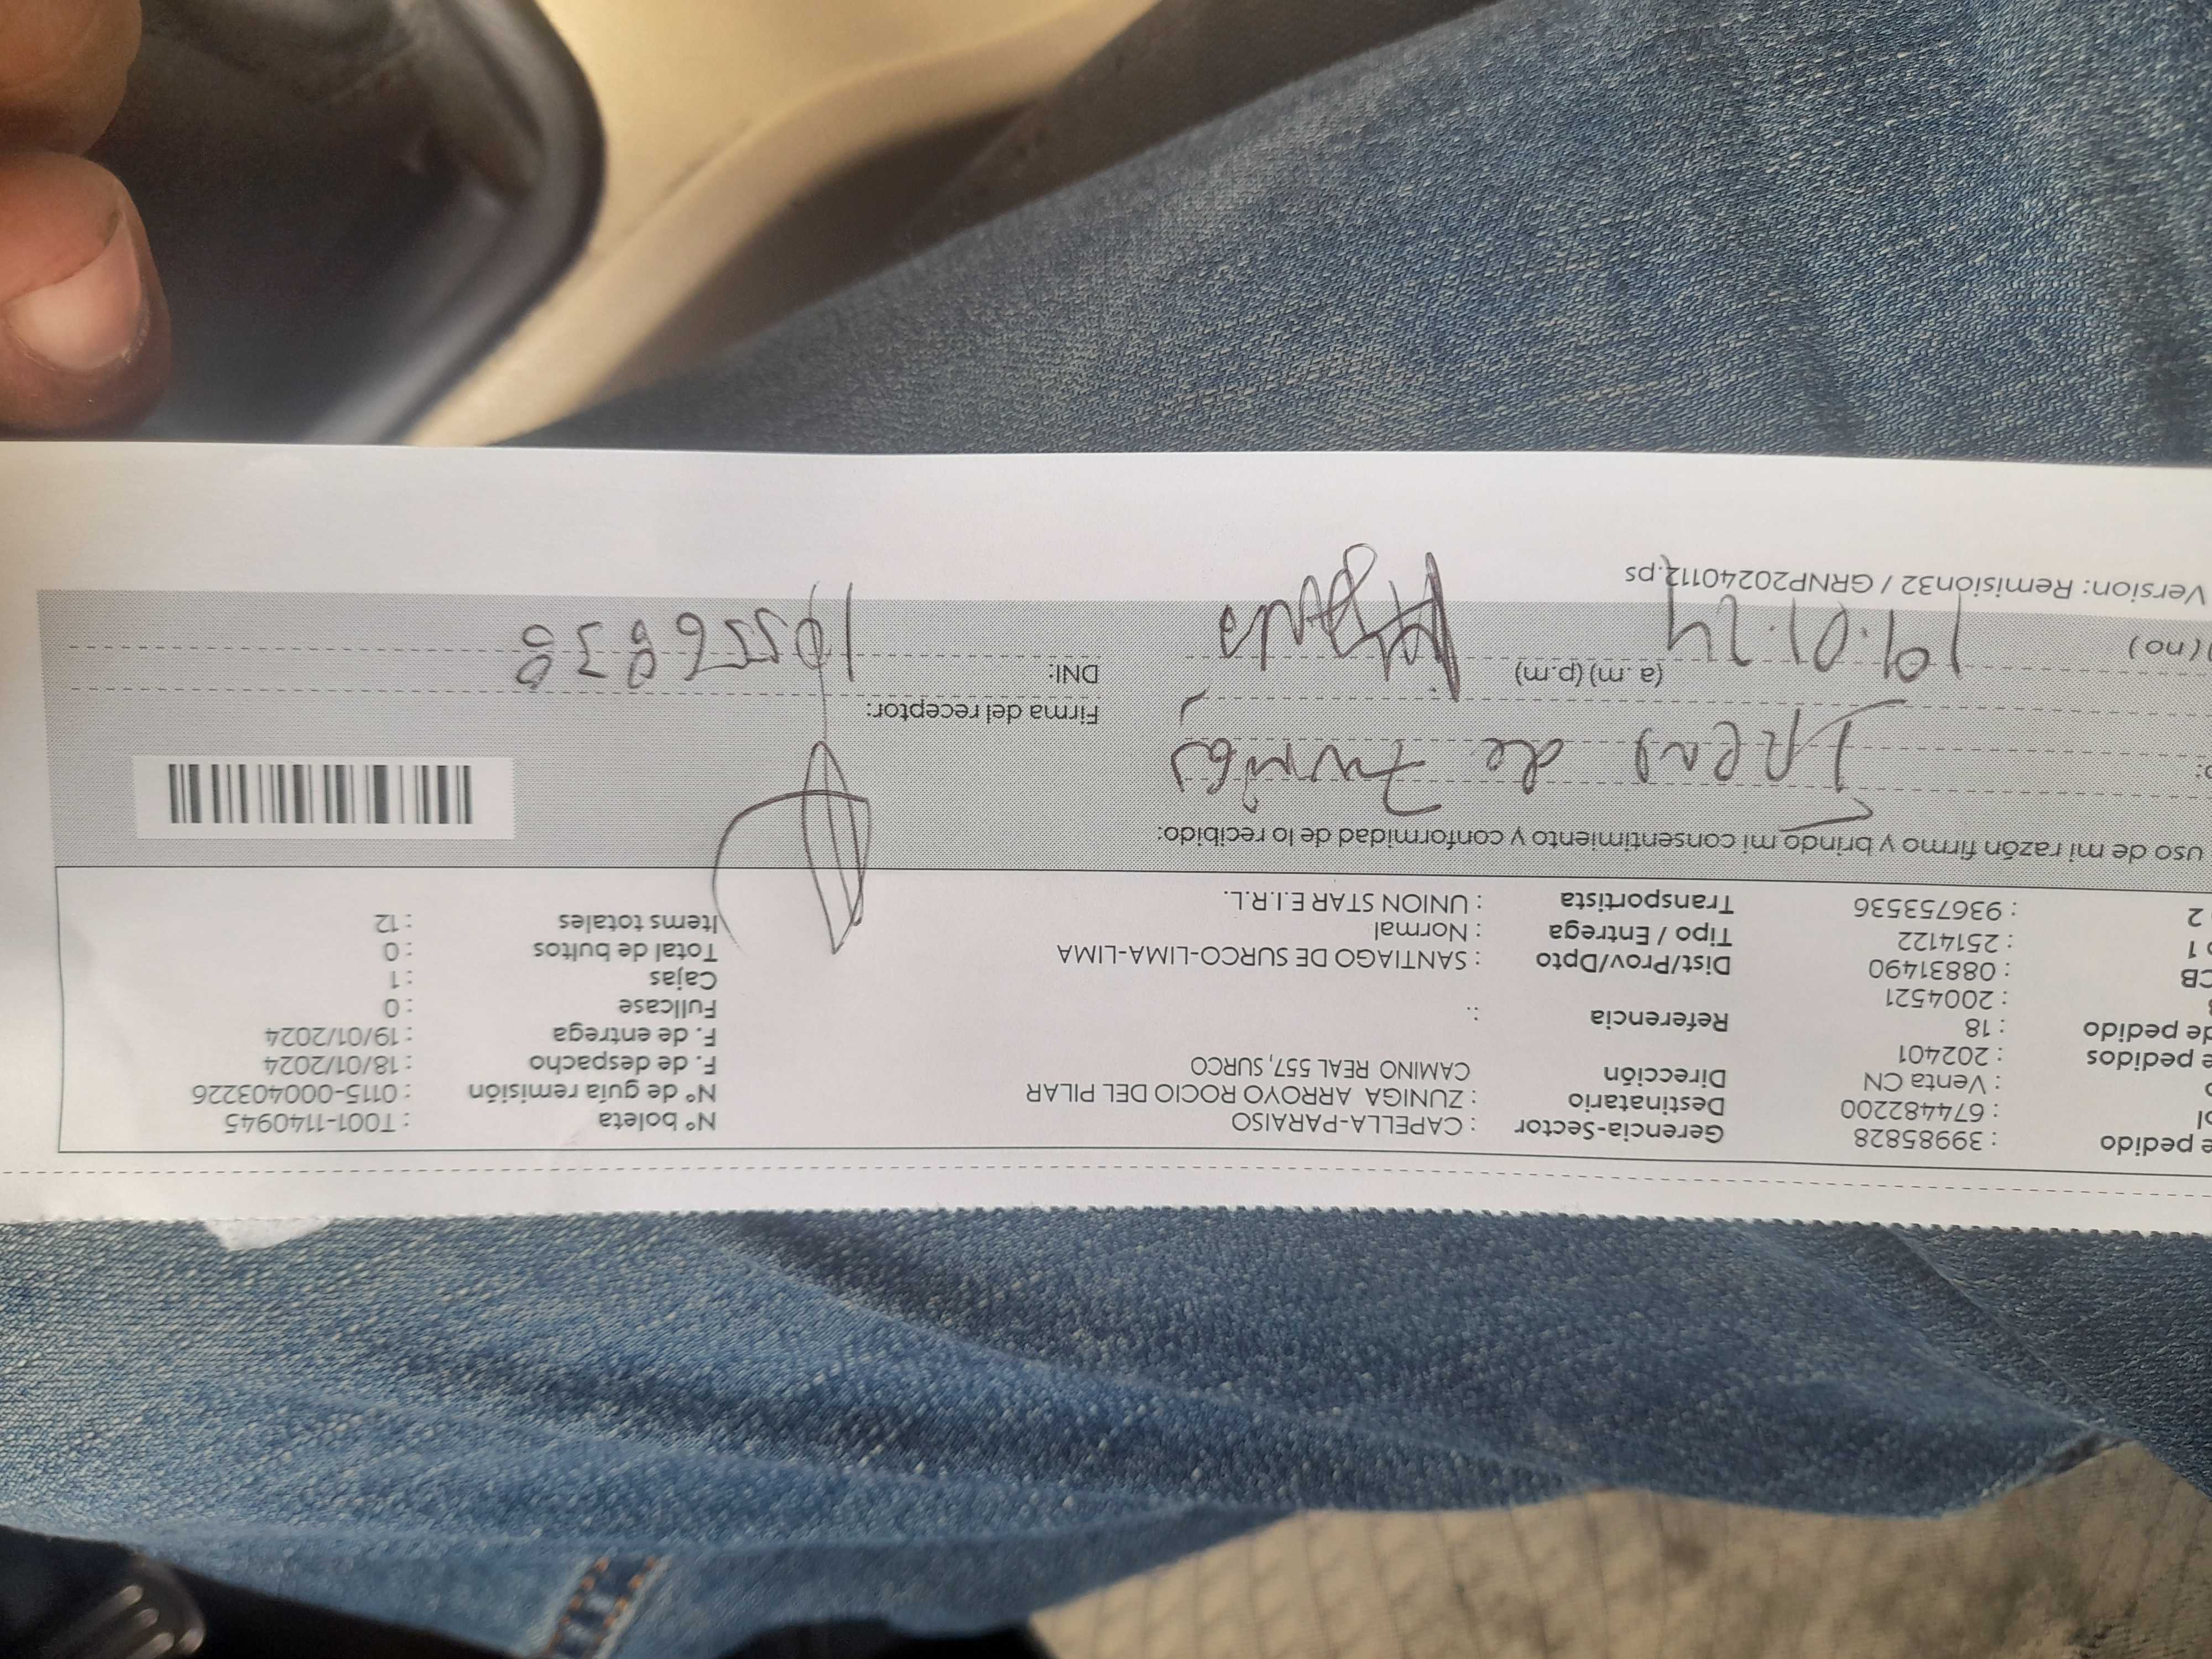 e pedido : 39985828 Gerencia-Sector : CAPELLA-PARAISO N° boleta : T001-1140945
ol : 674482200 Destinatario : ZUNIGA ARROYO ROCIO DEL PILAR N° de guía remisión : 0115-000403226
o : Venta CN Dirección CAMINO REAL 557, SURCO F. de despacho : 18/01/2024
e pedidos : 202401 F. de entrega : 19/01/2024
de pedido : 18 Referencia : Fullcase : 0
: 2004521 Cajas : 1
CB : 08831490 Dist/Prov/Dpto : SANTIAGO DE SURCO-LIMA-LIMA Total de bultos : 0
o 1 : 2514122 Tipo / Entrega : Normal Items totales : 12
2 : 936753536 Transportista : UNION STAR E.I.R.L.
uso de mi razón firmo y brindo mi consentimiento y conformidad de lo recibido:
de
Firma del receptor:
(no) 19.01.24 (a.m) (p.m) DNI: 10556838
Version: Remision32 / GRNP20240112.ps